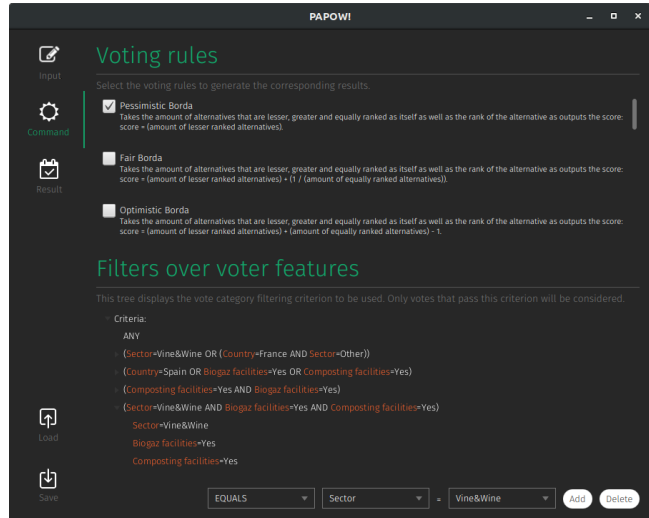 PAPOW!
Input
Command
Result
Load
Save
Voting rules
Select the voting rules to generate the corresponding results.
Pessimistic Borda
Takes the amount of alternatives that are lesser, greater and equally ranked as itself as well as the rank of the alternative as outputs the score:
score = (amount of lesser ranked alternatives).
Fair Borda
Takes the amount of alternatives that are lesser, greater and equally ranked as itself as well as the rank of the alternative as outputs the score:
score = (amount of lesser ranked alternatives) + (1 / (amount of equally ranked alternatives)).
Optimistic Borda
Takes the amount of alternatives that are lesser, greater and equally ranked as itself as well as the rank of the alternative as outputs the score:
score = (amount of lesser ranked alternatives) + (amount of equally ranked alternatives) - 1.
Filters over voter features
This tree displays the vote category filtering criterion to be used. Only votes that pass this criterion will be considered.
Criteria:
ANY
(Sector=Vine&Wine OR (Country=France AND Sector=Other))
(Country=Spain OR Biogaz facilities=Yes OR Composting facilities=Yes)
(Composting facilities=Yes AND Biogaz facilities=Yes)
(Sector=Vine&Wine AND Biogaz facilities=Yes AND Composting facilities=Yes)
Sector=Vine&Wine
Biogaz facilities=Yes
Composting facilities=Yes
EQUALS Sector = Vine&Wine Add Delete